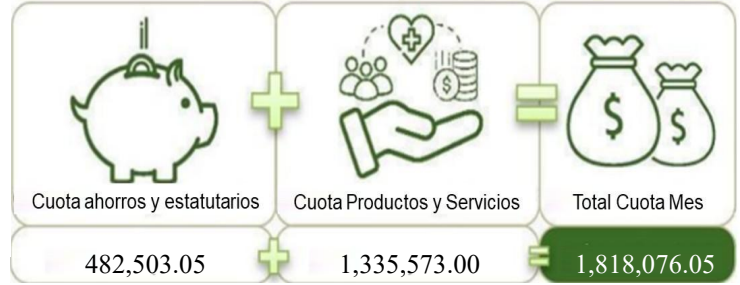 Cuota ahorros y estatutarios
Cuota Productos y Servicios
Total Cuota Mes
482,503.05
1,335,573.00
1,818,076.05